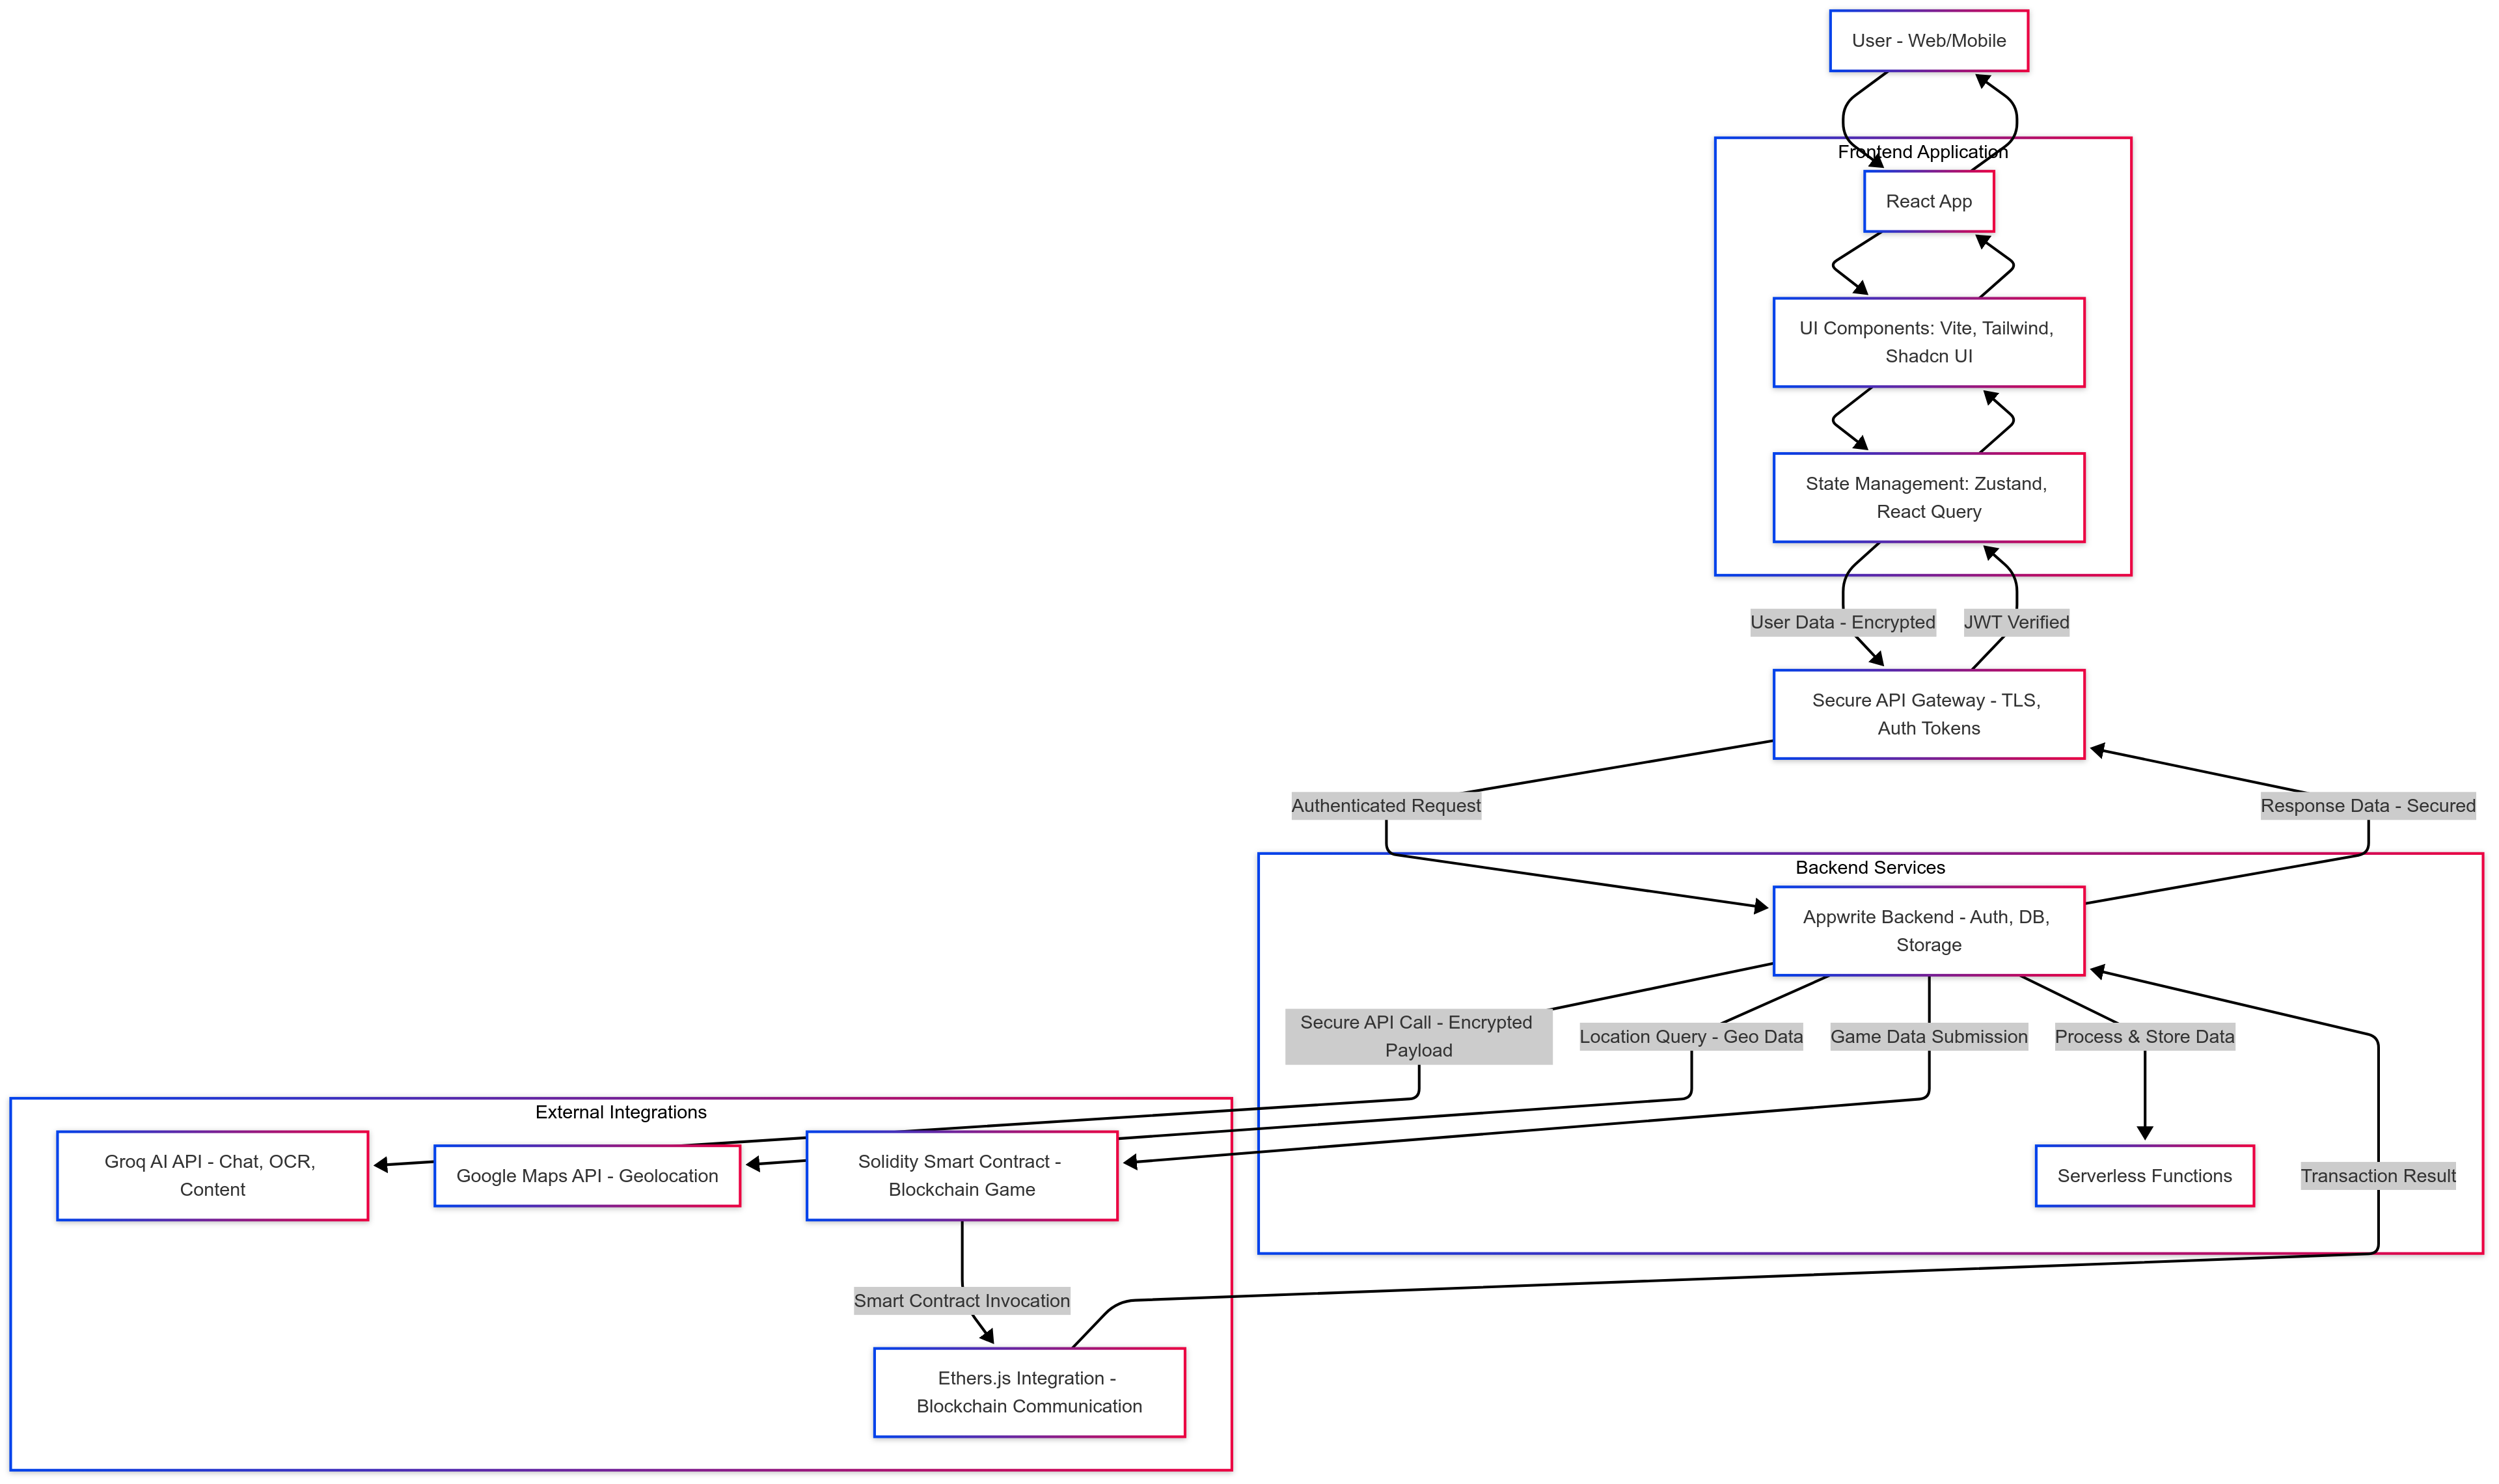 User - Web/Mobile
Frontend Application
React App
UI Components: Vite, Tailwind,
Shadcn UI
State Management: Zustand,
React Query
User Data - Encrypted
JWT Verified
Secure API Gateway - TLS,
Auth Tokens
Authenticated Request
Response Data - Secured
Backend Services
Appwrite Backend - Auth, DB,
Storage
Secure API Call - Encrypted
Payload
Location Query - Geo Data
Game Data Submission
Process & Store Data
External Integrations
Groq AI API - Chat, OCR,
Content
Google Maps API - Geolocation
Solidity Smart Contract -
Blockchain Game
Serverless Functions
Transaction Result
Smart Contract Invocation
Ethers.js Integration -
Blockchain Communication